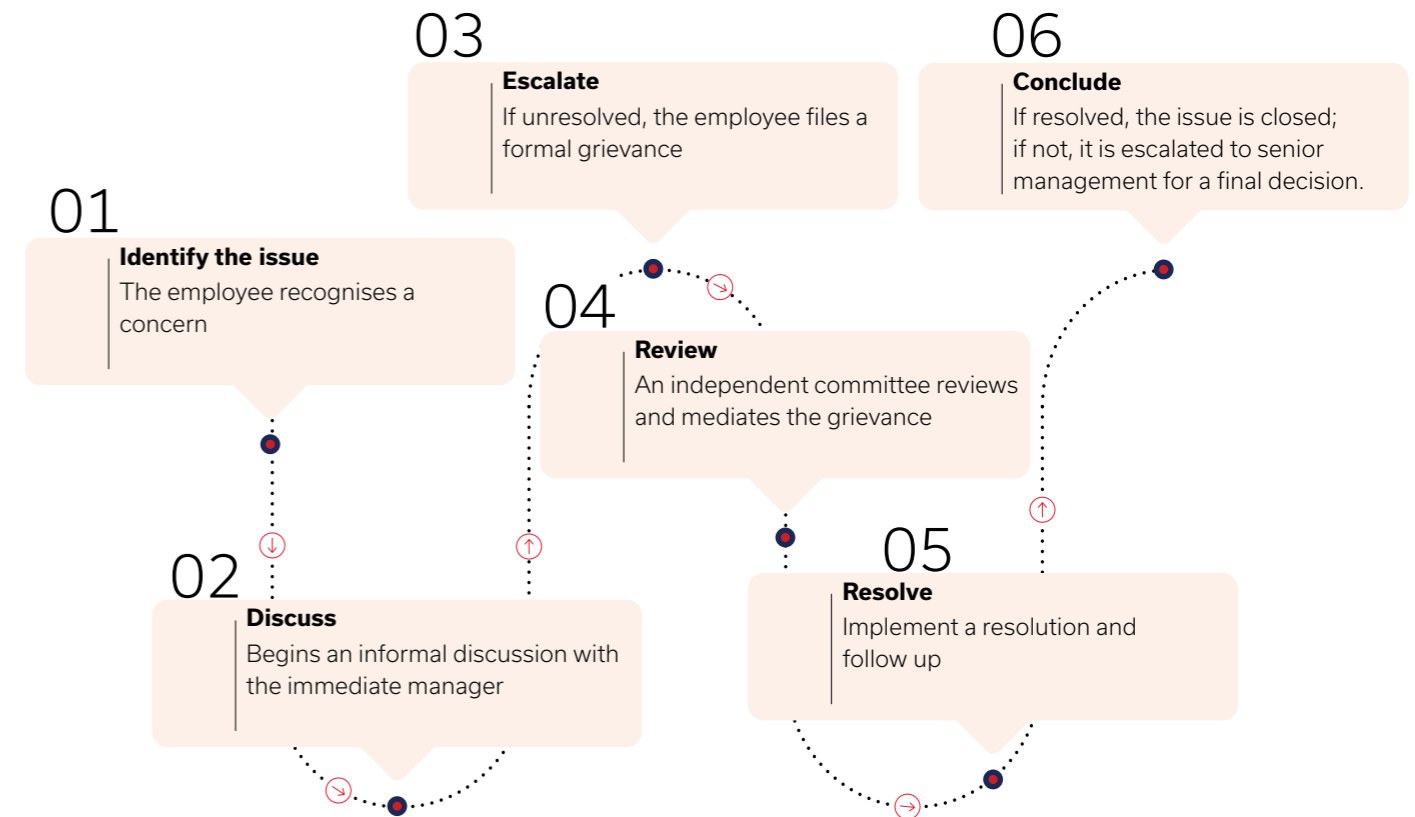 01
Identify the issue
The employee recognises a
concern
02
Discuss
Begins an informal discussion with
the immediate manager
03
Escalate
If unresolved, the employee files a
formal grievance
04
Review
An independent committee reviews
and mediates the grievance
05
Resolve
Implement a resolution and
follow up
06
Conclude
If resolved, the issue is closed;
if not, it is escalated to senior
management for a final decision.